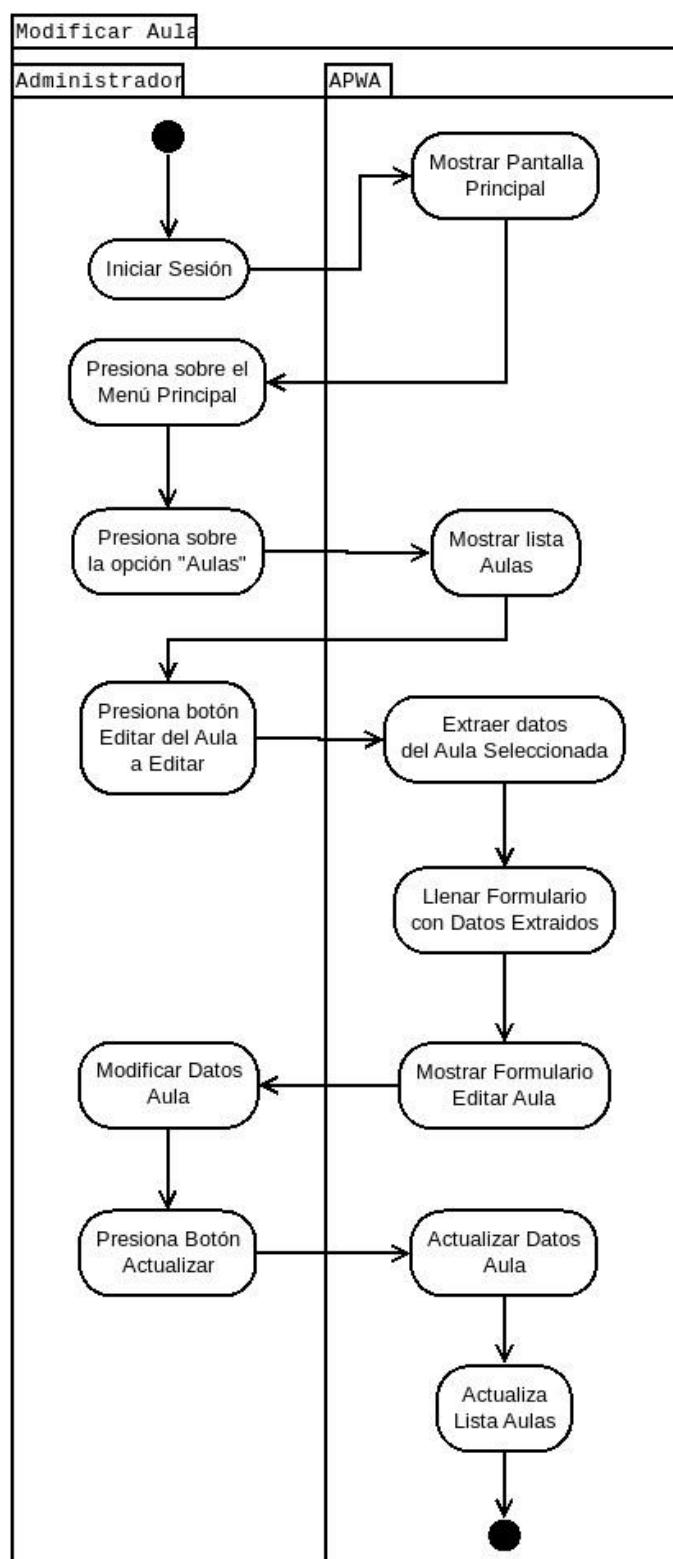 Modificar Aula
Administrador
APWA
Mostrar Pantalla
Principal
Iniciar Sesión
Presiona sobre el
Menú Principal
Presiona sobre
la opción "Aulas"
Mostrar lista
Aulas
Presiona botón
Editar del Aula
a Editar
Extraer datos
del Aula Seleccionada
Llenar Formulario
con Datos Extraidos
Mostrar Formulario
Editar Aula
Modificar Datos
Aula
Presiona Botón
Actualizar
Actualizar Datos
Aula
Actualiza
Lista Aulas